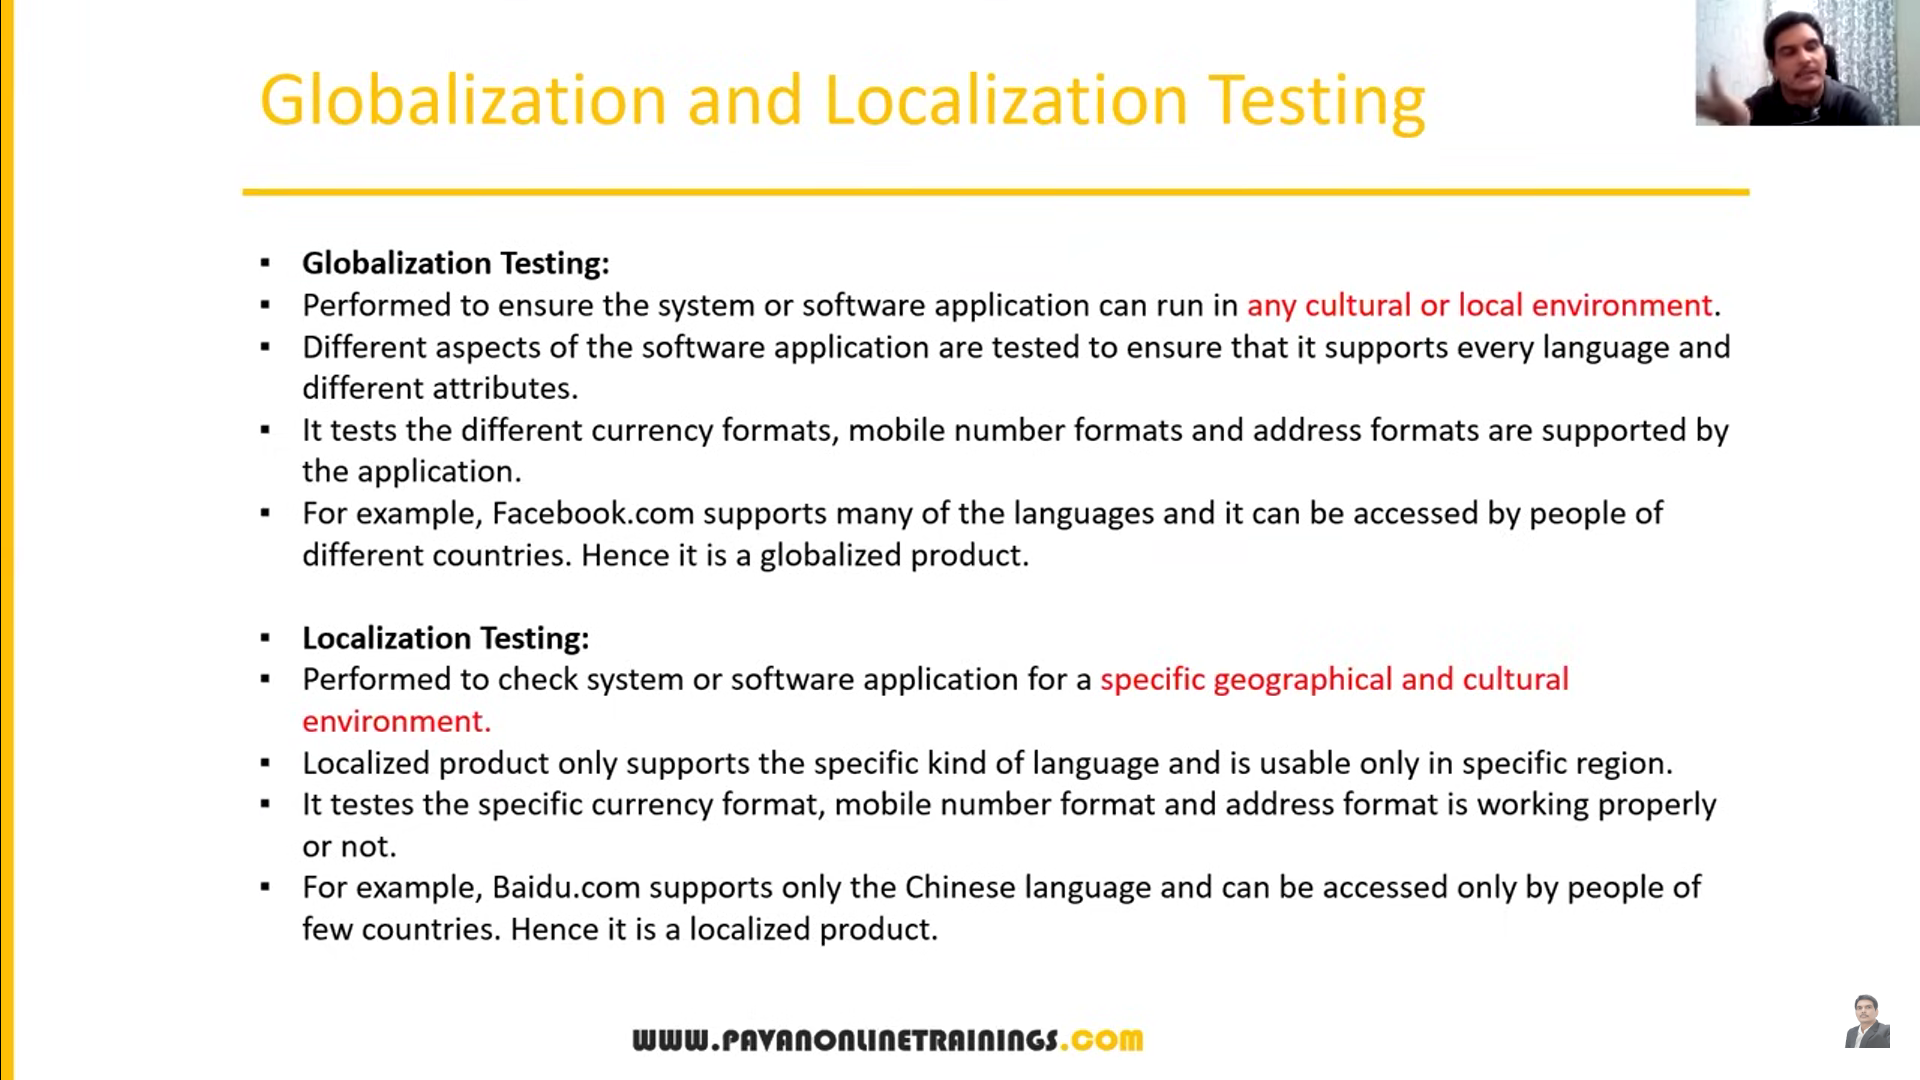 Globalization and Localization Testing
▪ Globalization Testing:
▪ Performed to ensure the system or software application can run in any cultural or local environment.
▪ Different aspects of the software application are tested to ensure that it supports every language and
different attributes.
▪ It tests the different currency formats, mobile number formats and address formats are supported by
the application.
▪ For example, Facebook.com supports many of the languages and it can be accessed by people of
different countries. Hence it is a globalized product.
▪ Localization Testing:
▪ Performed to check system or software application for a specific geographical and cultural
environment.
▪ Localized product only supports the specific kind of language and is usable only in specific region.
▪ It testes the specific currency format, mobile number format and address format is working properly
or not.
▪ For example, Baidu.com supports only the Chinese language and can be accessed only by people of
few countries. Hence it is a localized product.
WWW.PAVANONLINETRAININGS.COM